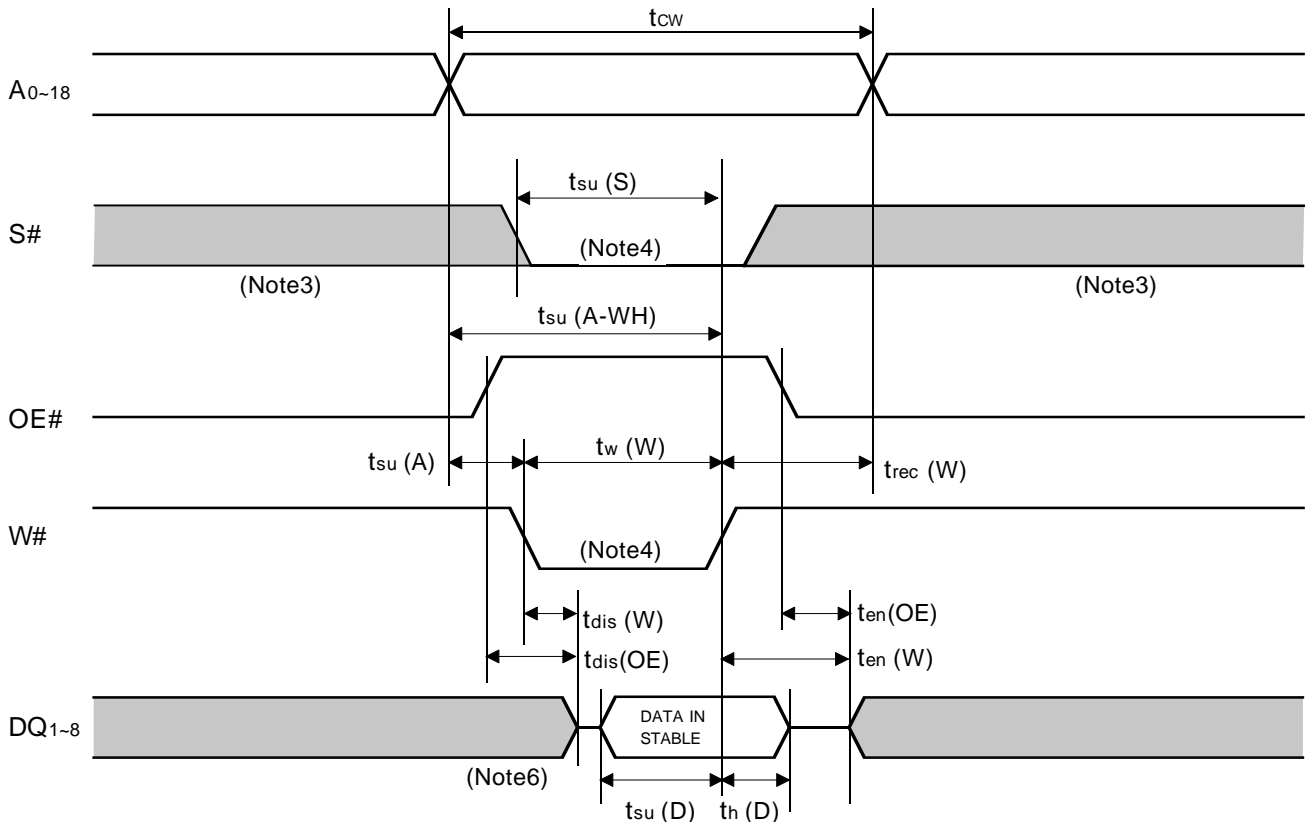 tCW
A0~18
tsu (S)
S#
(Note4)
(Note3)
(Note3)
tsu (A-WH)
OE#
tsu (A)
tw (W)
trec (W)
W#
(Note4)
tdis (W)
ten(OE)
tdis(OE)
ten (W)
DQ1~8
DATA IN
STABLE
(Note6)
tsu (D)
th (D)